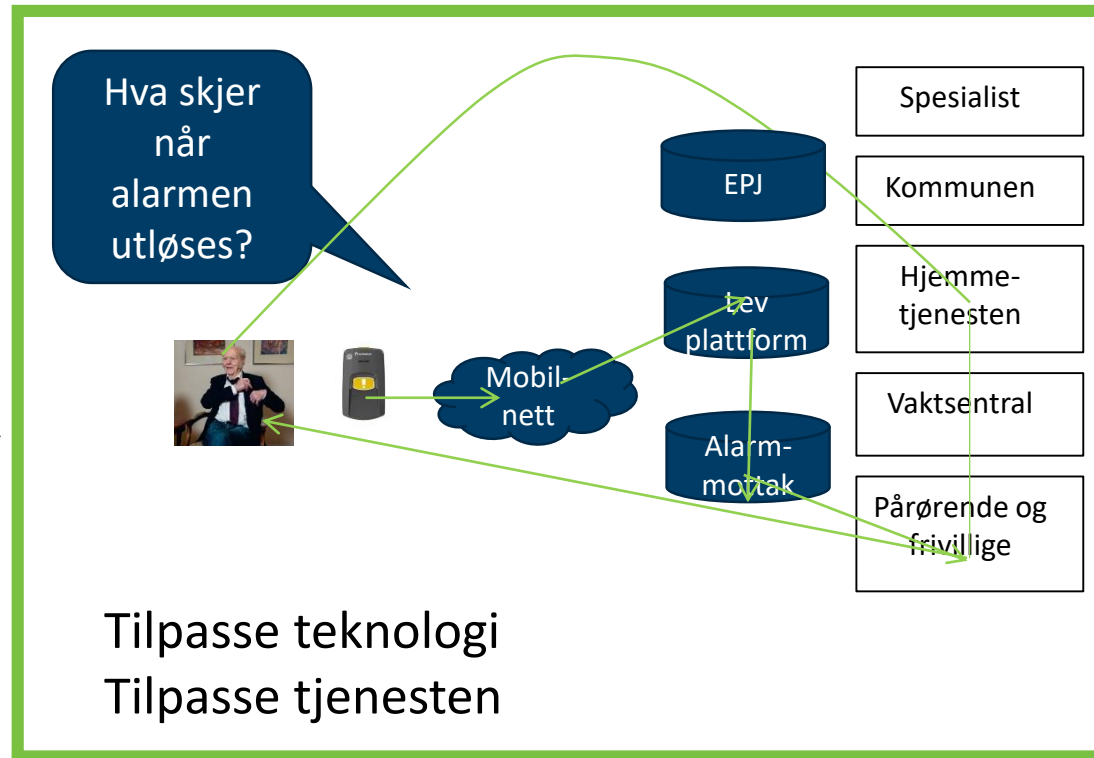 Hva skjer
når
alarmen
utløses?
EPJ
Lev
plattform
Mobil-
nett
Alarm-
mottak
Spesialist
Kommunen
Hjemme-
tjenesten
Vaktsentral
Pårørende og
frivillige
Tilpasse teknologi
Tilpasse tjenesten